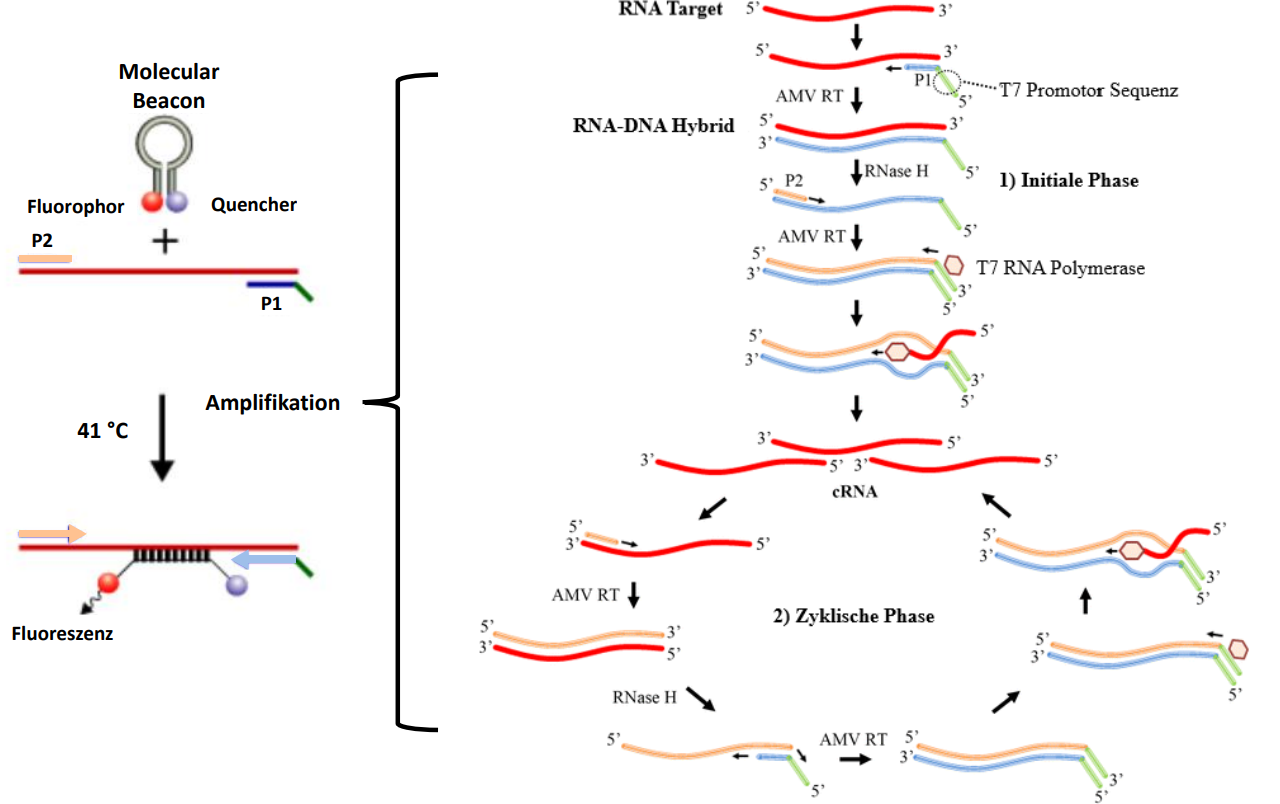 Molecular
Beacon
Fluorophor
Quencher
P2
P1
41 °C
Amplifikation
Fluoreszenz
RNA Target
5’
3’
5’
3’
P1
5’
T7 Promotor Sequenz
AMV RT
RNA-DNA Hybrid
5’
3’
3’
5’
RNase H
1) Initiale Phase
5’
P2
5’
AMV RT
5’
3’
T7 RNA Polymerase
3’
5’
5’
5’
3’
3’
5’
3’
5’
3’
5’
3’
5’
cRNA
5’
3’
5’
AMV RT
5’
3’
3’
5’
2) Zyklische Phase
RNase H
5’
5’
AMV RT
5’
3’
3’
5’
5’
3’
5’
5’
5’
3’
3’
5’